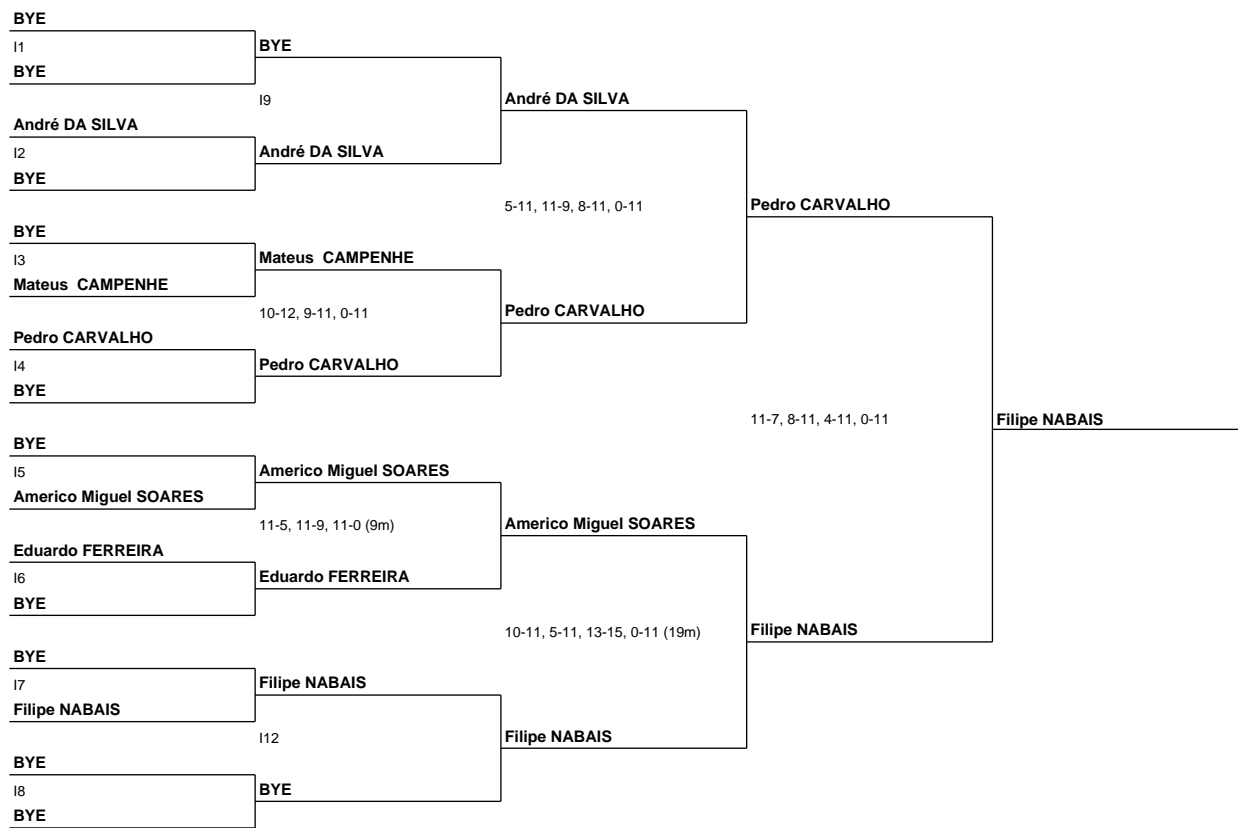 BYE
I1
BYE
BYE
I9
André DA SILVA
André DA SILVA
I2
André DA SILVA
BYE
5-11, 11-9, 8-11, 0-11
Pedro CARVALHO
BYE
I3
Mateus  CAMPENHE
Mateus  CAMPENHE
10-12, 9-11, 0-11
Pedro CARVALHO
Pedro CARVALHO
I4
Pedro CARVALHO
BYE
11-7, 8-11, 4-11, 0-11
Filipe NABAIS
BYE
I5
Americo Miguel SOARES
Americo Miguel SOARES
11-5, 11-9, 11-0 (9m)
Americo Miguel SOARES
Eduardo FERREIRA
I6
Eduardo FERREIRA
BYE
10-11, 5-11, 13-15, 0-11 (19m)
Filipe NABAIS
BYE
I7
Filipe NABAIS
Filipe NABAIS
I12
Filipe NABAIS
BYE
I8
BYE
BYE